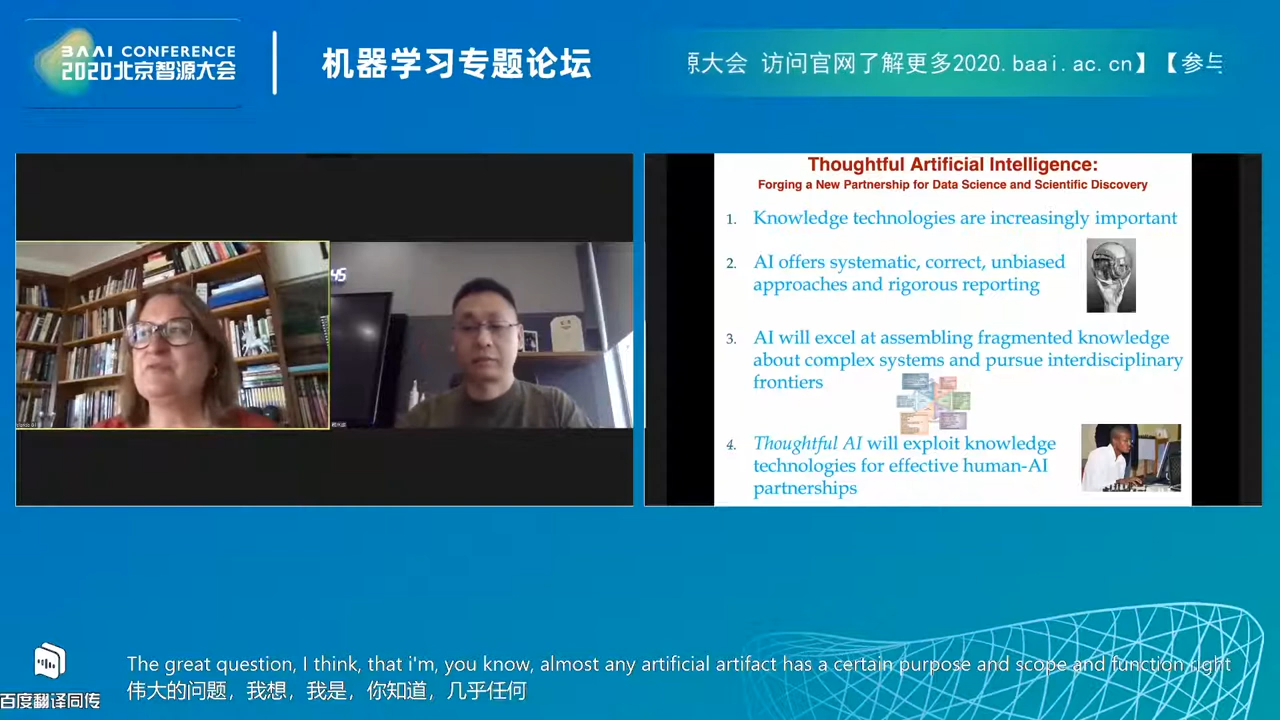 BAAI CONFERENCE
2020北京智源大会
机器学习专题论坛
源大会 访问官网了解更多2020.baai.ac.cn】【参与
45
Thoughtful Artificial Intelligence:
Forging a New Partnership for Data Science and Scientific Discovery
1. Knowledge technologies are increasingly important
2. AI offers systematic, correct, unbiased
approaches and rigorous reporting
3. AI will excel at assembling fragmented knowledge
about complex systems and pursue interdisciplinary
frontiers
4. Thoughtful AI will exploit knowledge
technologies for effective human-AI
partnerships
The great question, I think, that i'm, you know, almost any artificial artifact has a certain purpose and scope and function right
伟大的问题，我想，我是，你知道，几乎任何
百度翻译同传